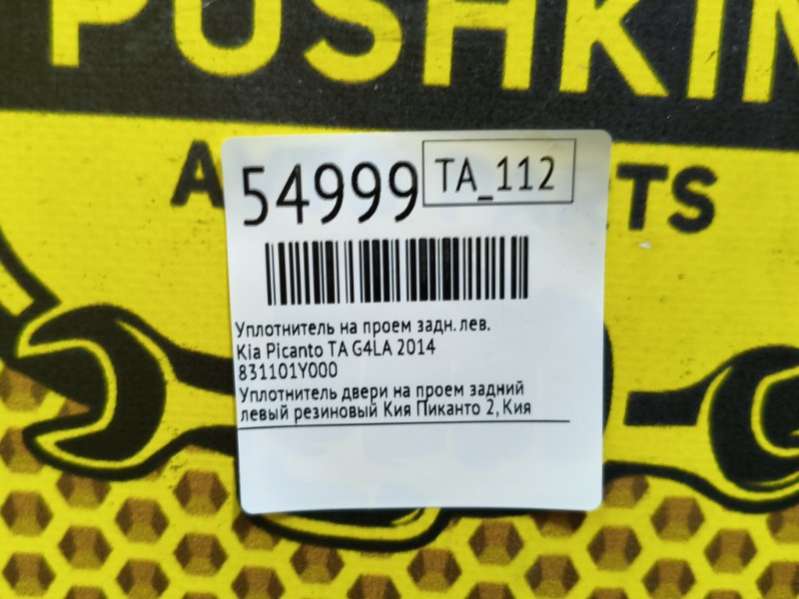 PUSHKIN
A TS
54999
TA_112
Уплотнитель на проем задн. лев.
Kia Picanto TA G4LA 2014
831101Y000
Уплотнитель двери на проем задний
левый резиновый Кия Пиканто 2, Кия